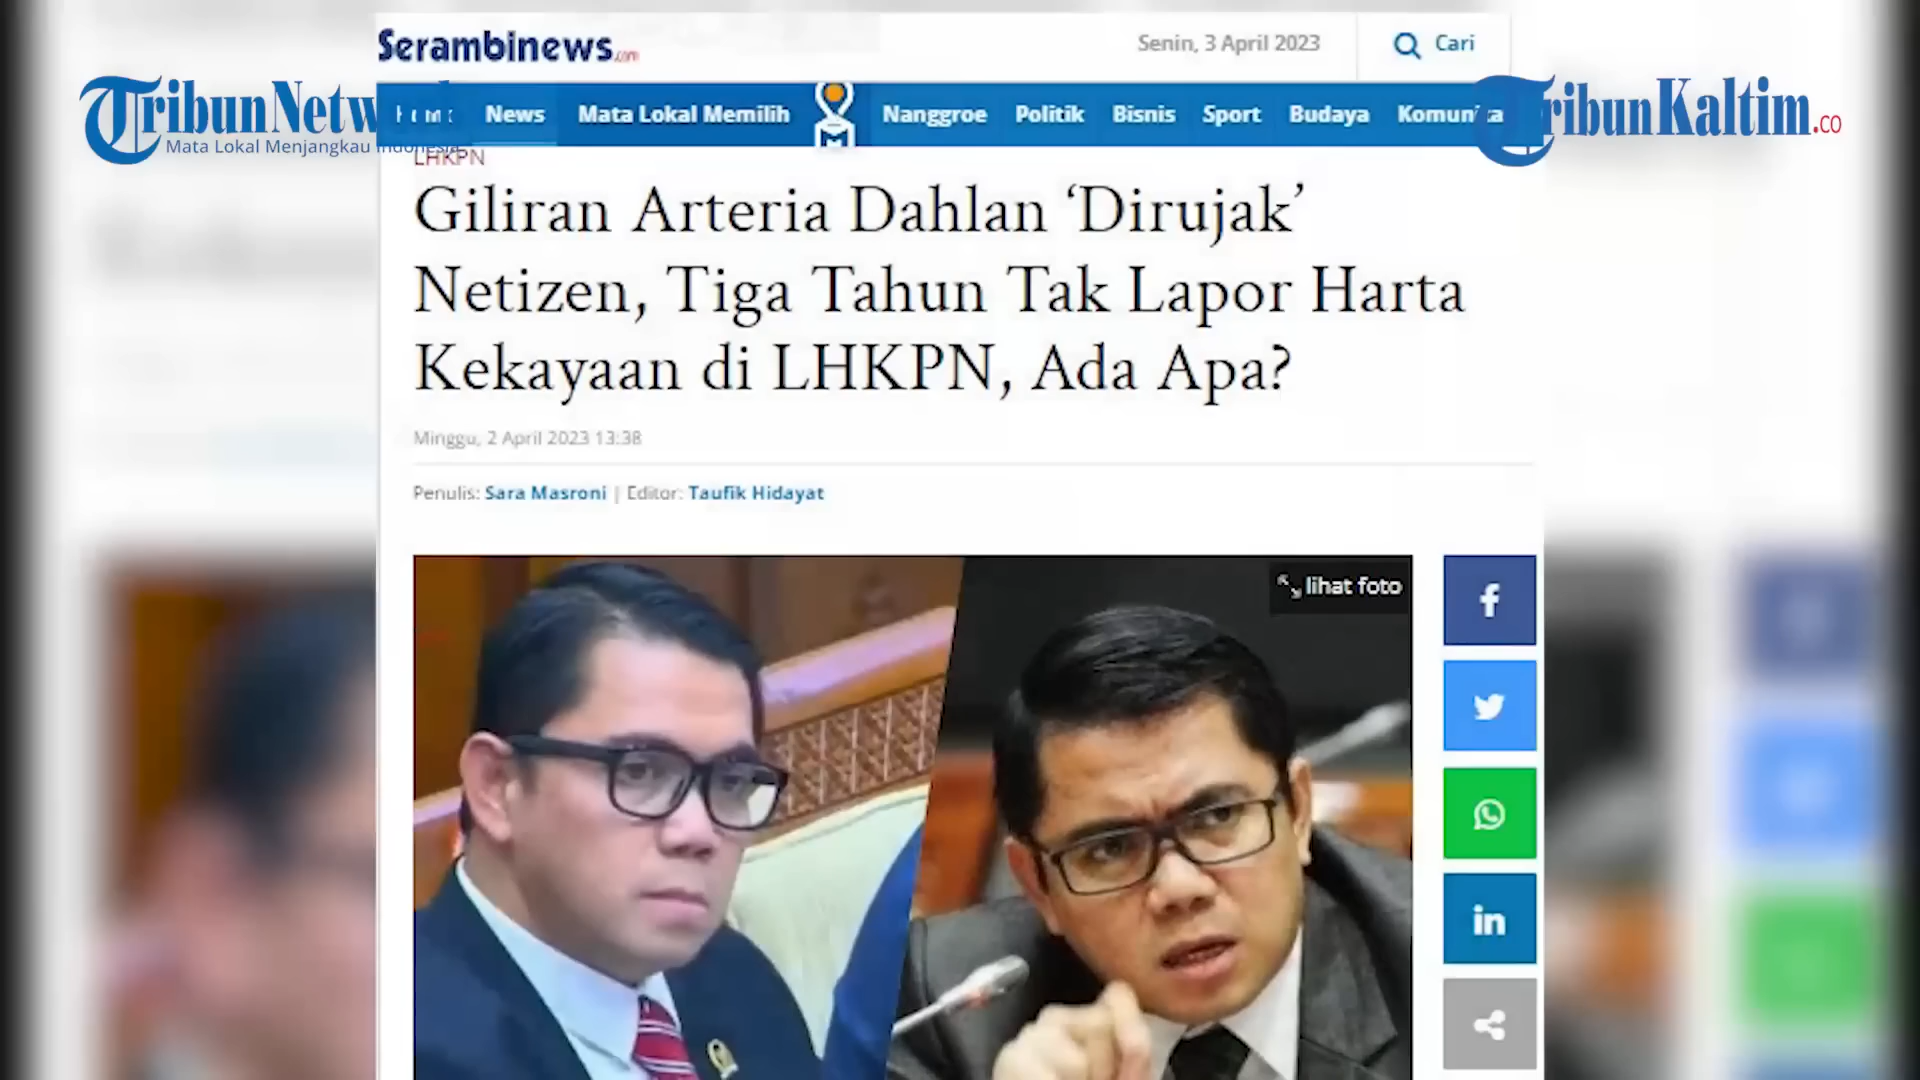 Serambinews.com
Senin, 3 April 2023
Cari
TribunNetw
Mata Lokal Menjangkau Indonesia
TribunKaltim.co
News
Mata Lokal Memilih
Nanggroe
Politik
Bisnis
Sport
Budaya
LHKPN
Giliran Arteria Dahlan ‘Dirujak’
Netizen, Tiga Tahun Tak Lapor Harta
Kekayaan di LHKPN, Ada Apa?
Minggu, 2 April 2023 13:38
Penulis: Sara Masroni | Editor: Taufik Hidayat
lihat foto